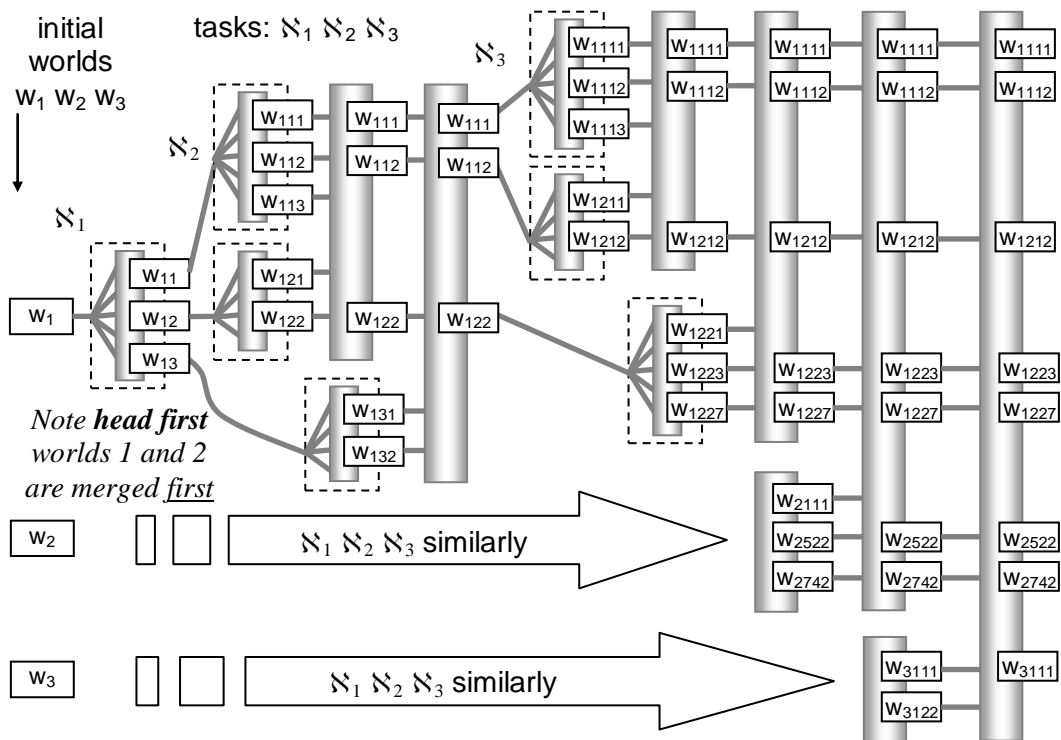 initial
worlds
w₁ w₂ w₃
tasks: ℵ₁ ℵ₂ ℵ₃
ℵ₁
ℵ₂
ℵ₃
w₁
w₁₁
w₁₂
w₁₃
w₁₁₁
w₁₁₂
w₁₁₃
w₁₂₁
w₁₂₂
w₁₃₁
w₁₃₂
w₁₁₁
w₁₁₂
w₁₂₂
w₁₁₁
w₁₁₂
w₁₂₂
w₁₁₁₁
w₁₁₁₂
w₁₁₁₃
w₁₂₁₁
w₁₂₁₂
w₁₂₂₁
w₁₂₂₃
w₁₂₂₇
w₁₁₁₁
w₁₁₁₂
w₁₂₁₂
w₁₁₁₁
w₁₁₁₂
w₁₂₁₂
w₁₂₂₃
w₁₂₂₇
w₁₁₁₁
w₁₁₁₂
w₁₂₁₂
w₁₂₂₃
w₁₂₂₇
w₁₁₁₁
w₁₁₁₂
w₁₂₁₂
w₁₂₂₃
w₁₂₂₇
Note head first
worlds 1 and 2
are merged first
w₂
ℵ₁ ℵ₂ ℵ₃ similarly
w₂₁₁₁
w₂₅₂₂
w₂₇₄₂
w₂₅₂₂
w₂₇₄₂
w₂₅₂₂
w₂₇₄₂
w₃
ℵ₁ ℵ₂ ℵ₃ similarly
w₃₁₁₁
w₃₁₂₂
w₃₁₁₁